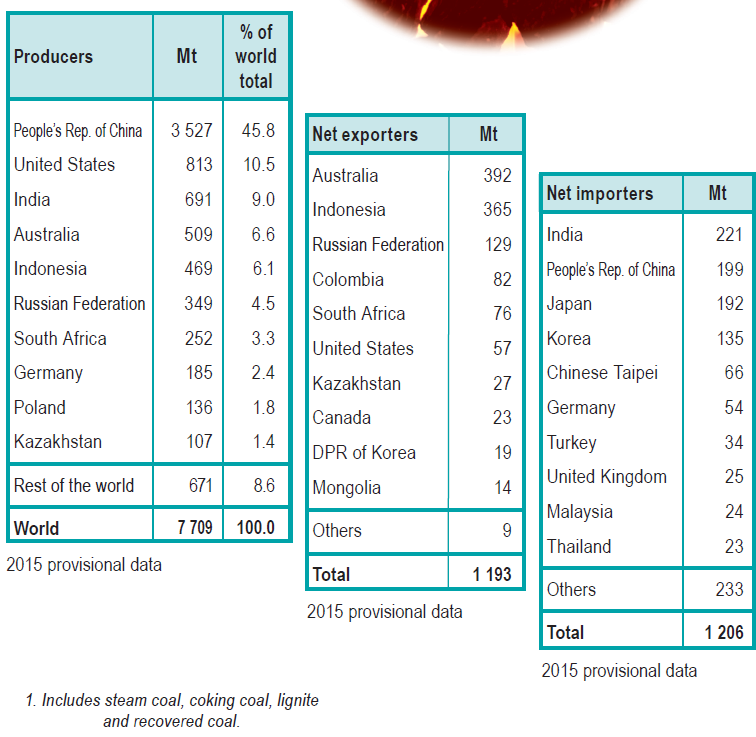 Producers Mt % of world total
People's Rep. of China 3 527 45.8
United States 813 10.5
India 691 9.0
Australia 509 6.6
Indonesia 469 6.1
Russian Federation 349 4.5
South Africa 252 3.3
Germany 185 2.4
Poland 136 1.8
Kazakhstan 107 1.4
Rest of the world 671 8.6
World 7 709 100.0
2015 provisional data
Net exporters Mt
Australia 392
Indonesia 365
Russian Federation 129
Colombia 82
South Africa 76
United States 57
Kazakhstan 27
Canada 23
DPR of Korea 19
Mongolia 14
Others 9
Total 1 193
2015 provisional data
Net importers Mt
India 221
People's Rep. of China 199
Japan 192
Korea 135
Chinese Taipei 66
Germany 54
Turkey 34
United Kingdom 25
Malaysia 24
Thailand 23
Others 233
Total 1 206
2015 provisional data
1. Includes steam coal, coking coal, lignite
and recovered coal.